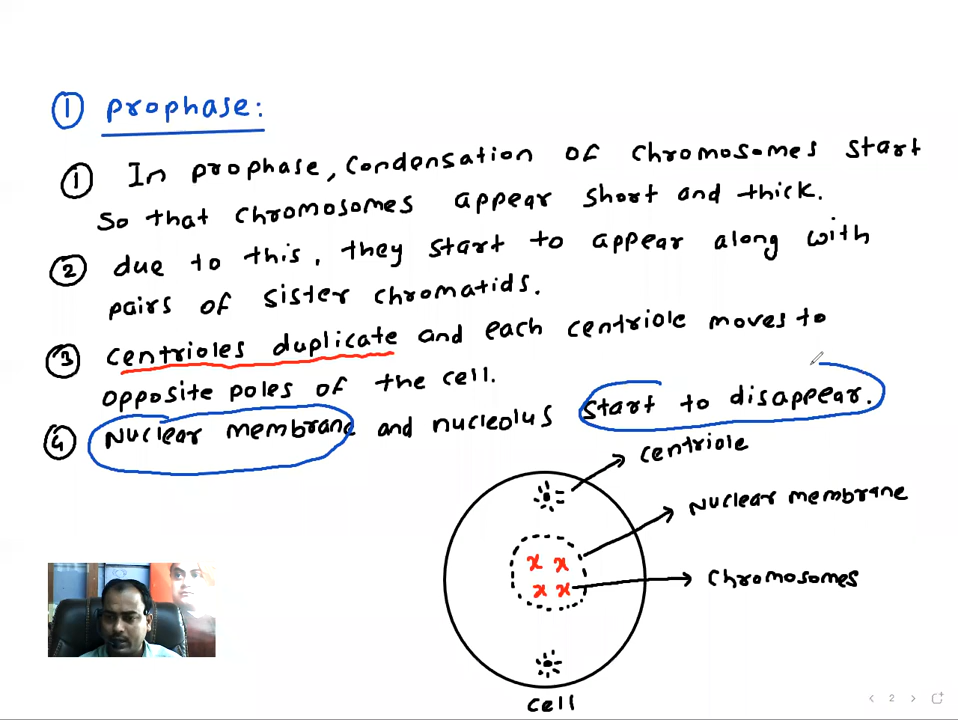 ① Prophase:
① In prophase, condensation of chromosomes start
so that chromosomes appear short and thick.
② due to this, they start to appear along with
pairs of sister chromatids.
③ Centrioles duplicate and each centriole moves to
opposite poles of the cell.
④ Nuclear membrane and nucleolus start to disappear.
centriole
Nuclear membrane
chromosomes
cell
2